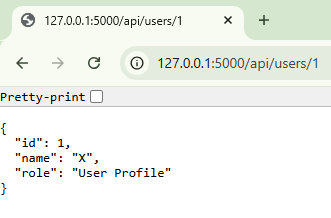 127.0.0.1:5000/api/users/1
127.0.0.1:5000/api/users/1
Pretty-print
{
  "id": 1,
  "name": "X",
  "role": "User Profile"
}